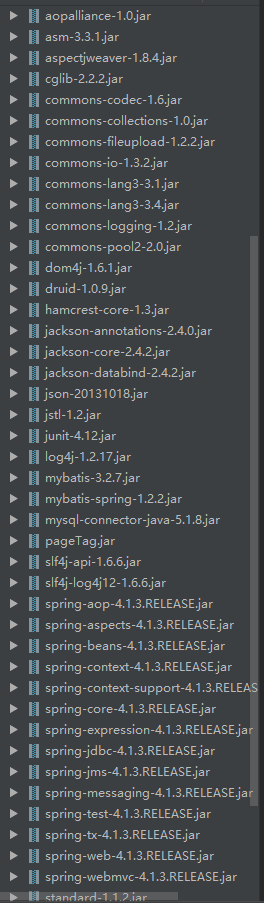 aopalliance-1.0.jar
asm-3.3.1.jar
aspectjweaver-1.8.4.jar
cglib-2.2.2.jar
commons-codec-1.6.jar
commons-collections-1.0.jar
commons-fileupload-1.2.2.jar
commons-io-1.3.2.jar
commons-lang3-3.1.jar
commons-lang3-3.4.jar
commons-logging-1.2.jar
commons-pool2-2.0.jar
dom4j-1.6.1.jar
druid-1.0.9.jar
hamcrest-core-1.3.jar
jackson-annotations-2.4.0.jar
jackson-core-2.4.2.jar
jackson-databind-2.4.2.jar
json-20131018.jar
jstl-1.2.jar
junit-4.12.jar
log4j-1.2.17.jar
mybatis-3.2.7.jar
mybatis-spring-1.2.2.jar
mysql-connector-java-5.1.8.jar
pageTag.jar
slf4j-api-1.6.6.jar
slf4j-log4j12-1.6.6.jar
spring-aop-4.1.3.RELEASE.jar
spring-aspects-4.1.3.RELEASE.jar
spring-beans-4.1.3.RELEASE.jar
spring-context-4.1.3.RELEASE.jar
spring-context-support-4.1.3.RELEAS
spring-core-4.1.3.RELEASE.jar
spring-expression-4.1.3.RELEASE.jar
spring-jdbc-4.1.3.RELEASE.jar
spring-jms-4.1.3.RELEASE.jar
spring-messaging-4.1.3.RELEASE.jar
spring-test-4.1.3.RELEASE.jar
spring-tx-4.1.3.RELEASE.jar
spring-web-4.1.3.RELEASE.jar
spring-webmvc-4.1.3.RELEASE.jar
standard-1.1.2.jar